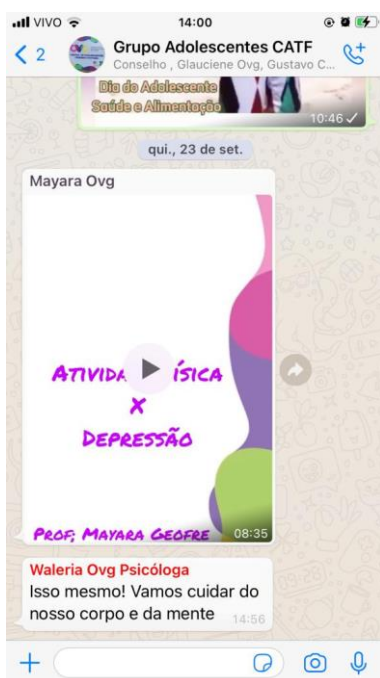 VIVO 14:00
2 Grupo Adolescentes CATF
Conselho , Glauciene Ovg, Gustavo C...
Dia do Adolescente
Saúde e Alimentação
10:46
qui., 23 de set.
Mayara Ovg
X
DEPRESSÃO
PROF; MAYARA GEOFRE 08:35
Waleria Ovg Psicóloga
Isso mesmo! Vamos cuidar do
nosso corpo e da mente 14:56